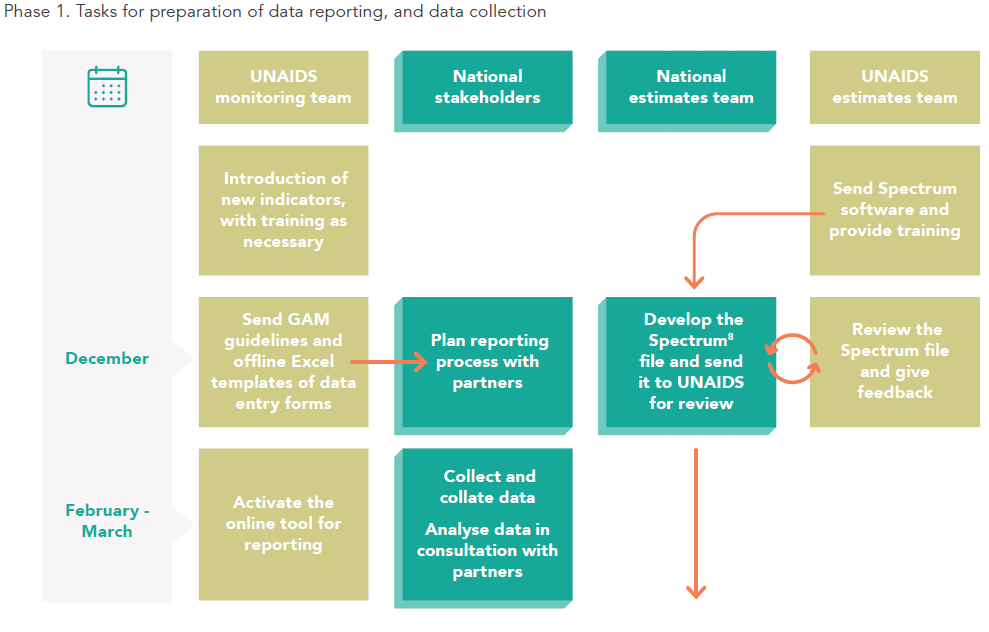 Phase 1. Tasks for preparation of data reporting, and data collection
UNAIDS
monitoring team
National
stakeholders
National
estimates team
UNAIDS
estimates team
Introduction of
new indicators,
with training as
necessary
Send Spectrum
software and
provide training
December
Send GAM
guidelines and
offline Excel
templates of data
entry forms
Plan reporting
process with
partners
Develop the
Spectrum⁸
file and send
it to UNAIDS
for review
Review the
Spectrum file
and give
feedback
February -
March
Activate the
online tool for
reporting
Collect and
collate data
Analyse data in
consultation with
partners